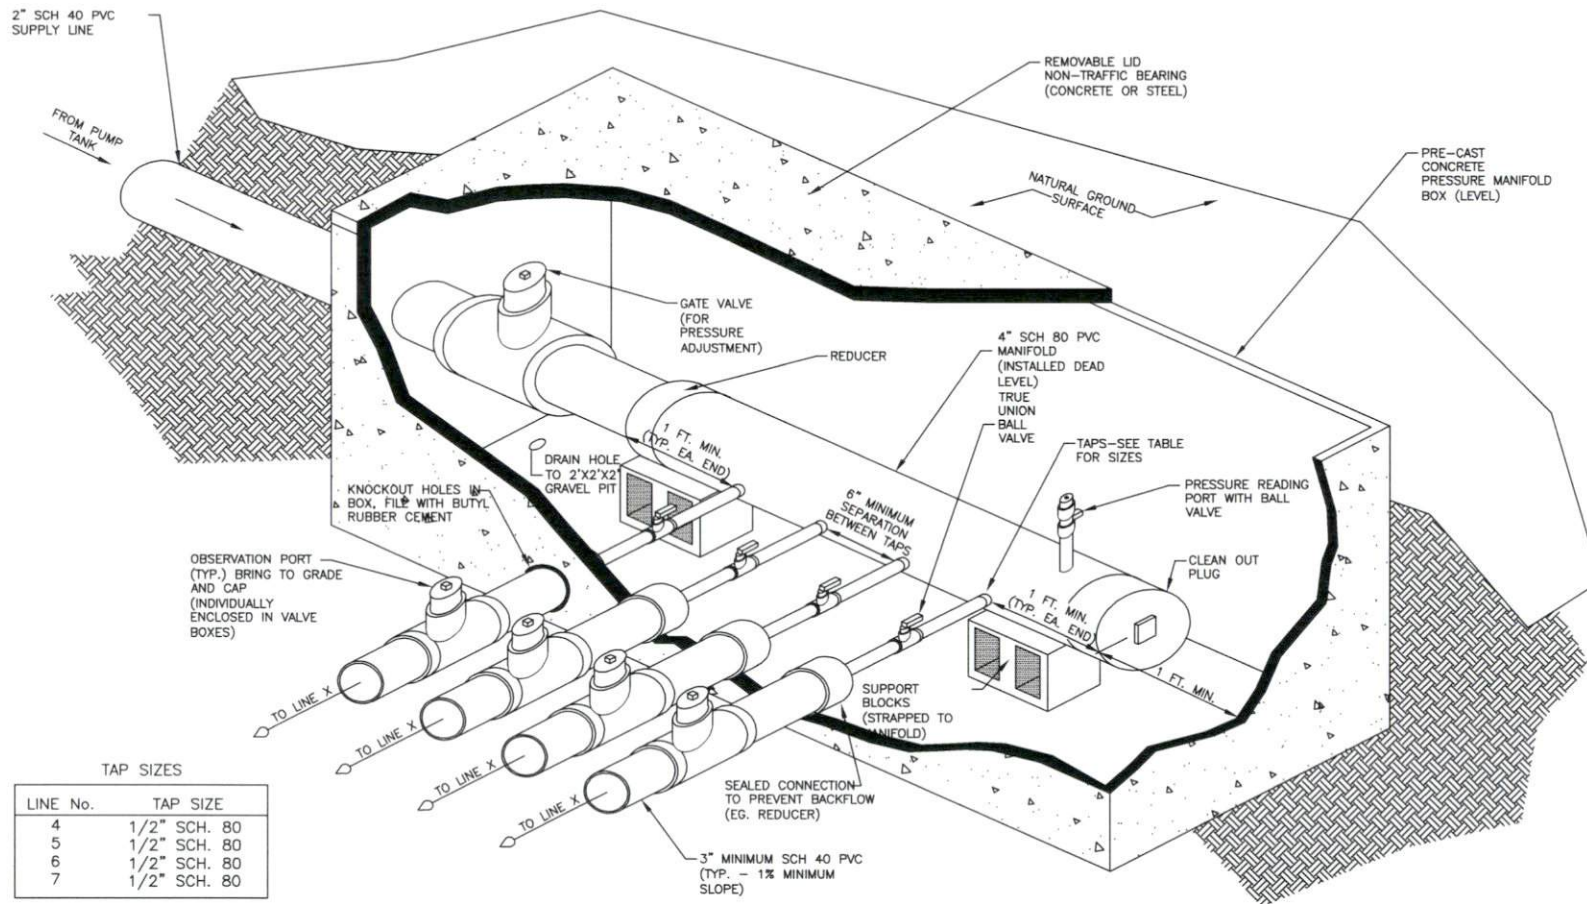 2" SCH 40 PVC
SUPPLY LINE
FROM PUMP
TANK
REMOVABLE LID
NON-TRAFFIC BEARING
(CONCRETE OR STEEL)
PRE-CAST
CONCRETE
PRESSURE MANIFOLD
BOX (LEVEL)
NATURAL GROUND
SURFACE
GATE VALVE
(FOR
PRESSURE
ADJUSTMENT)
REDUCER
4" SCH 80 PVC
MANIFOLD
(INSTALLED DEAD
LEVEL)
TRUE
UNION
BALL
VALVE
TAPS-SEE TABLE
FOR SIZES
1 FT. MIN.
(TYP. EA. END)
DRAIN HOLE
TO 2'X2'X2'
GRAVEL PIT
KNOCKOUT HOLES IN
BOX, FILE WITH BUTYL
RUBBER CEMENT
6" MINIMUM
SEPARATION
BETWEEN TAPS
PRESSURE READING
PORT WITH BALL
VALVE
OBSERVATION PORT
(TYP.) BRING TO GRADE
AND CAP
(INDIVIDUALLY
ENCLOSED IN VALVE
BOXES)
CLEAN OUT
PLUG
1 FT. MIN.
(TYP. EA. END)
1 FT. MIN.
SUPPORT
BLOCKS
(STRAPPED TO
MANIFOLD)
TO LINE X
TO LINE X
TO LINE X
TO LINE X
SEALED CONNECTION
TO PREVENT BACKFLOW
(EG. REDUCER)
3" MINIMUM SCH 40 PVC
(TYP. - 1% MINIMUM
SLOPE)
TAP SIZES
LINE No. TAP SIZE
4 1/2" SCH. 80
5 1/2" SCH. 80
6 1/2" SCH. 80
7 1/2" SCH. 80